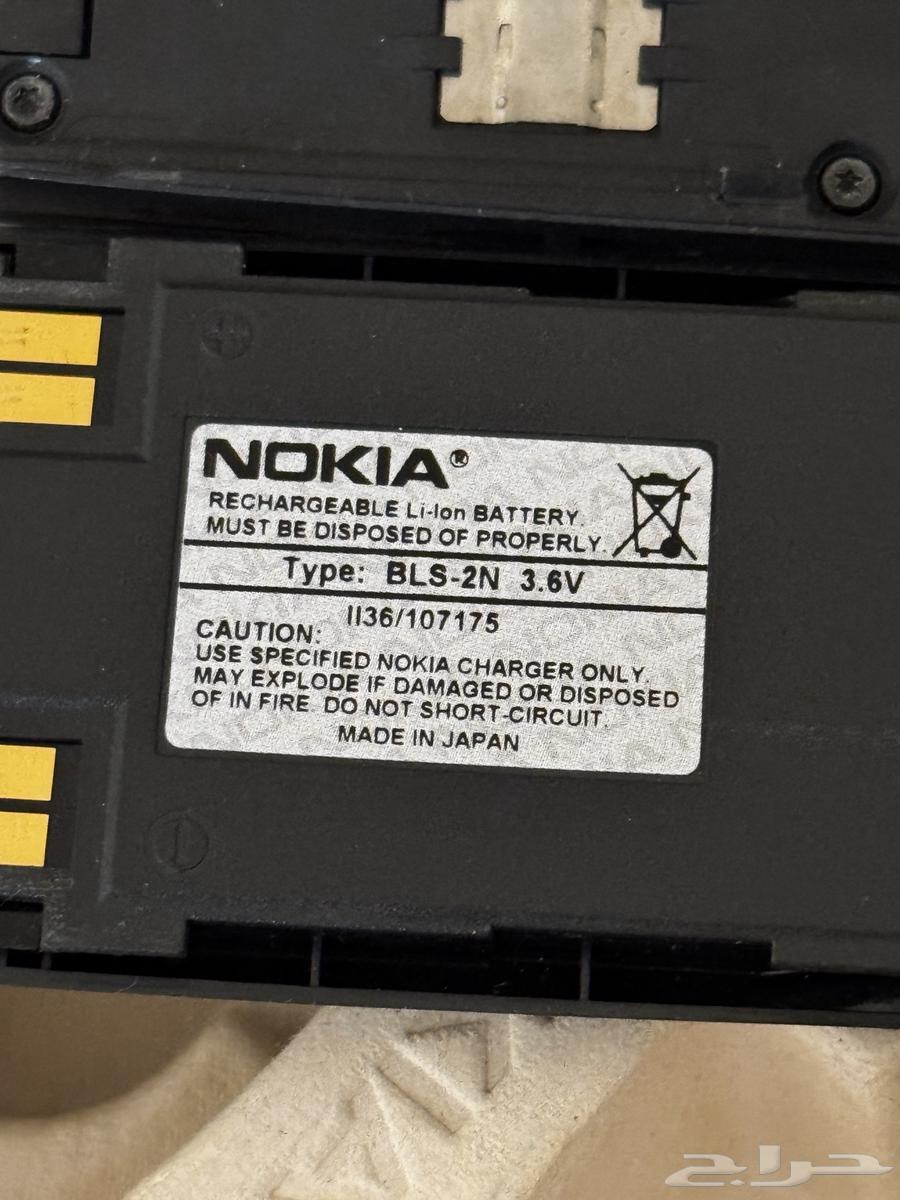 NOKIA®
RECHARGEABLE Li-Ion BATTERY.
MUST BE DISPOSED OF PROPERLY.
Type: BLS-2N 3.6V
II36/107175
CAUTION:
USE SPECIFIED NOKIA CHARGER ONLY.
MAY EXPLODE IF DAMAGED OR DISPOSED
OF IN FIRE. DO NOT SHORT-CIRCUIT.
MADE IN JAPAN
حراج